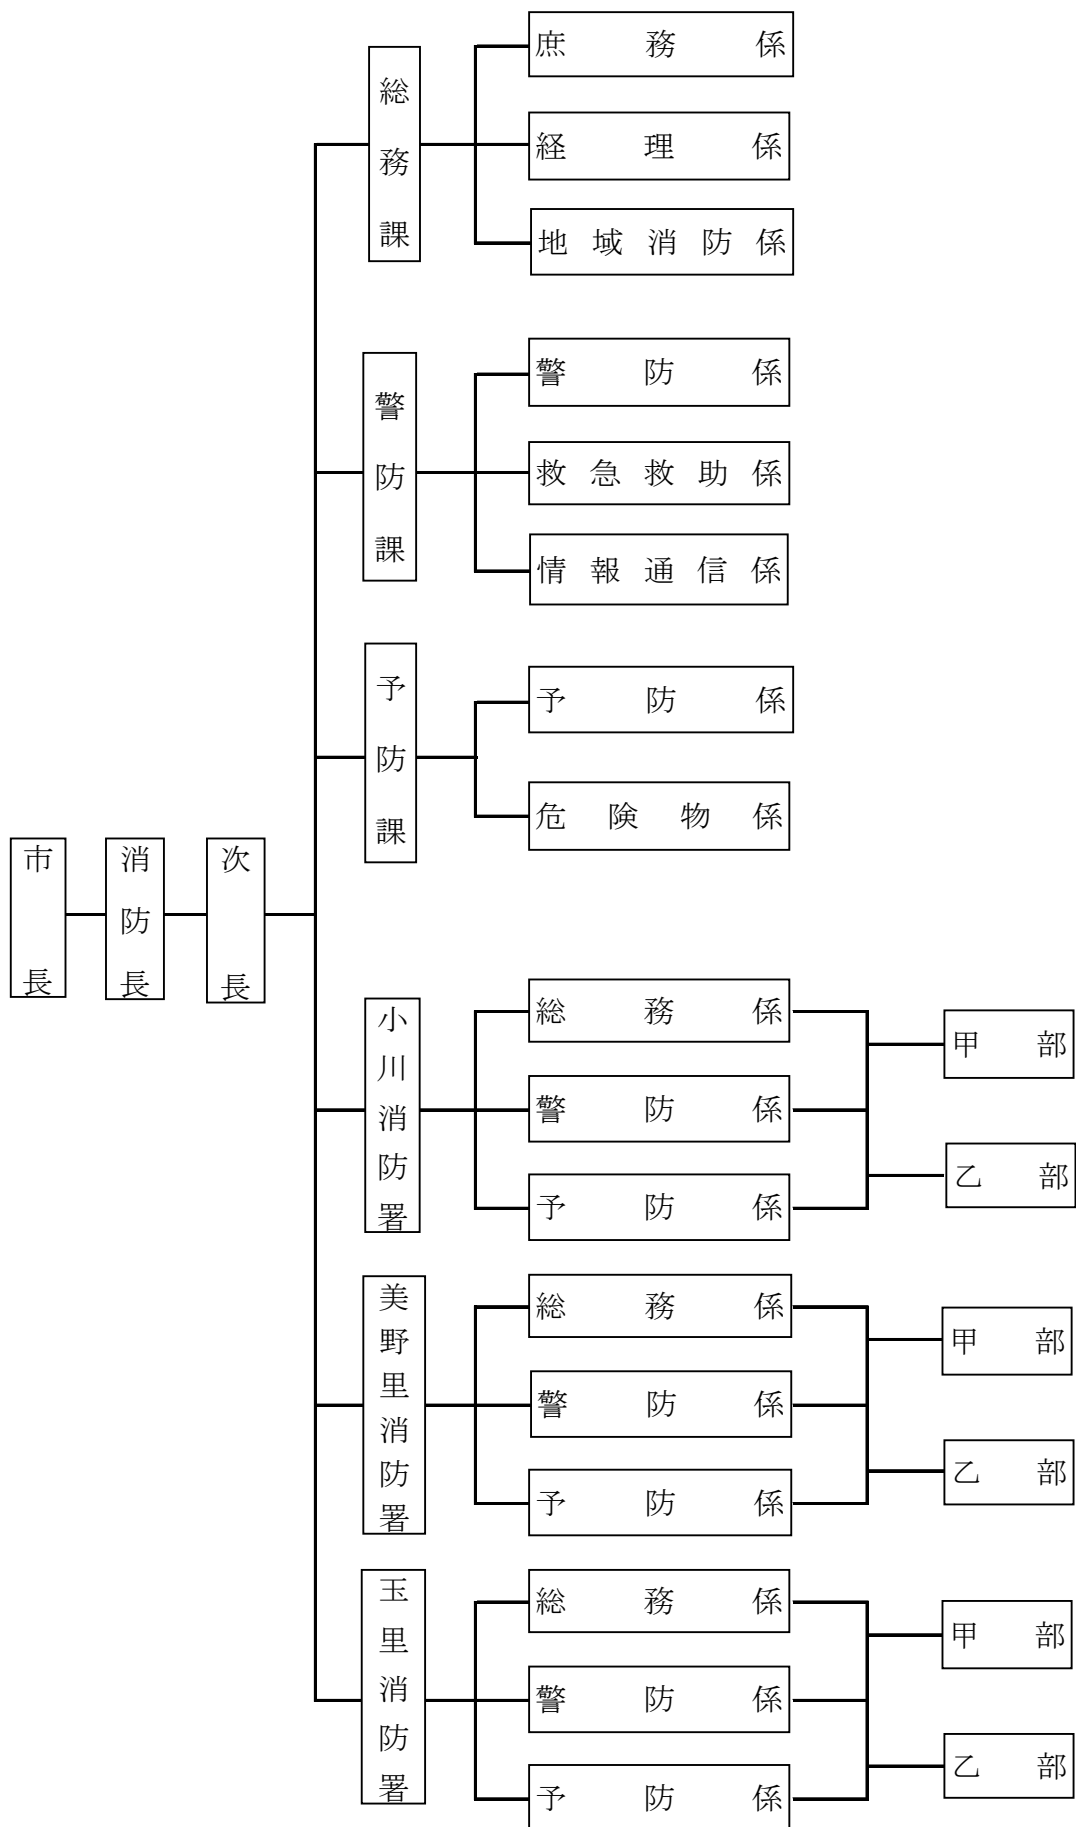 市長
消防長
次長
総務課
庶務係
経理係
地域消防係
警防課
警防係
救急救助係
情報通信係
予防課
予防係
危険物係
小川消防署
総務係
警防係
予防係
甲部
乙部
美野里消防署
総務係
警防係
予防係
甲部
乙部
玉里消防署
総務係
警防係
予防係
甲部
乙部